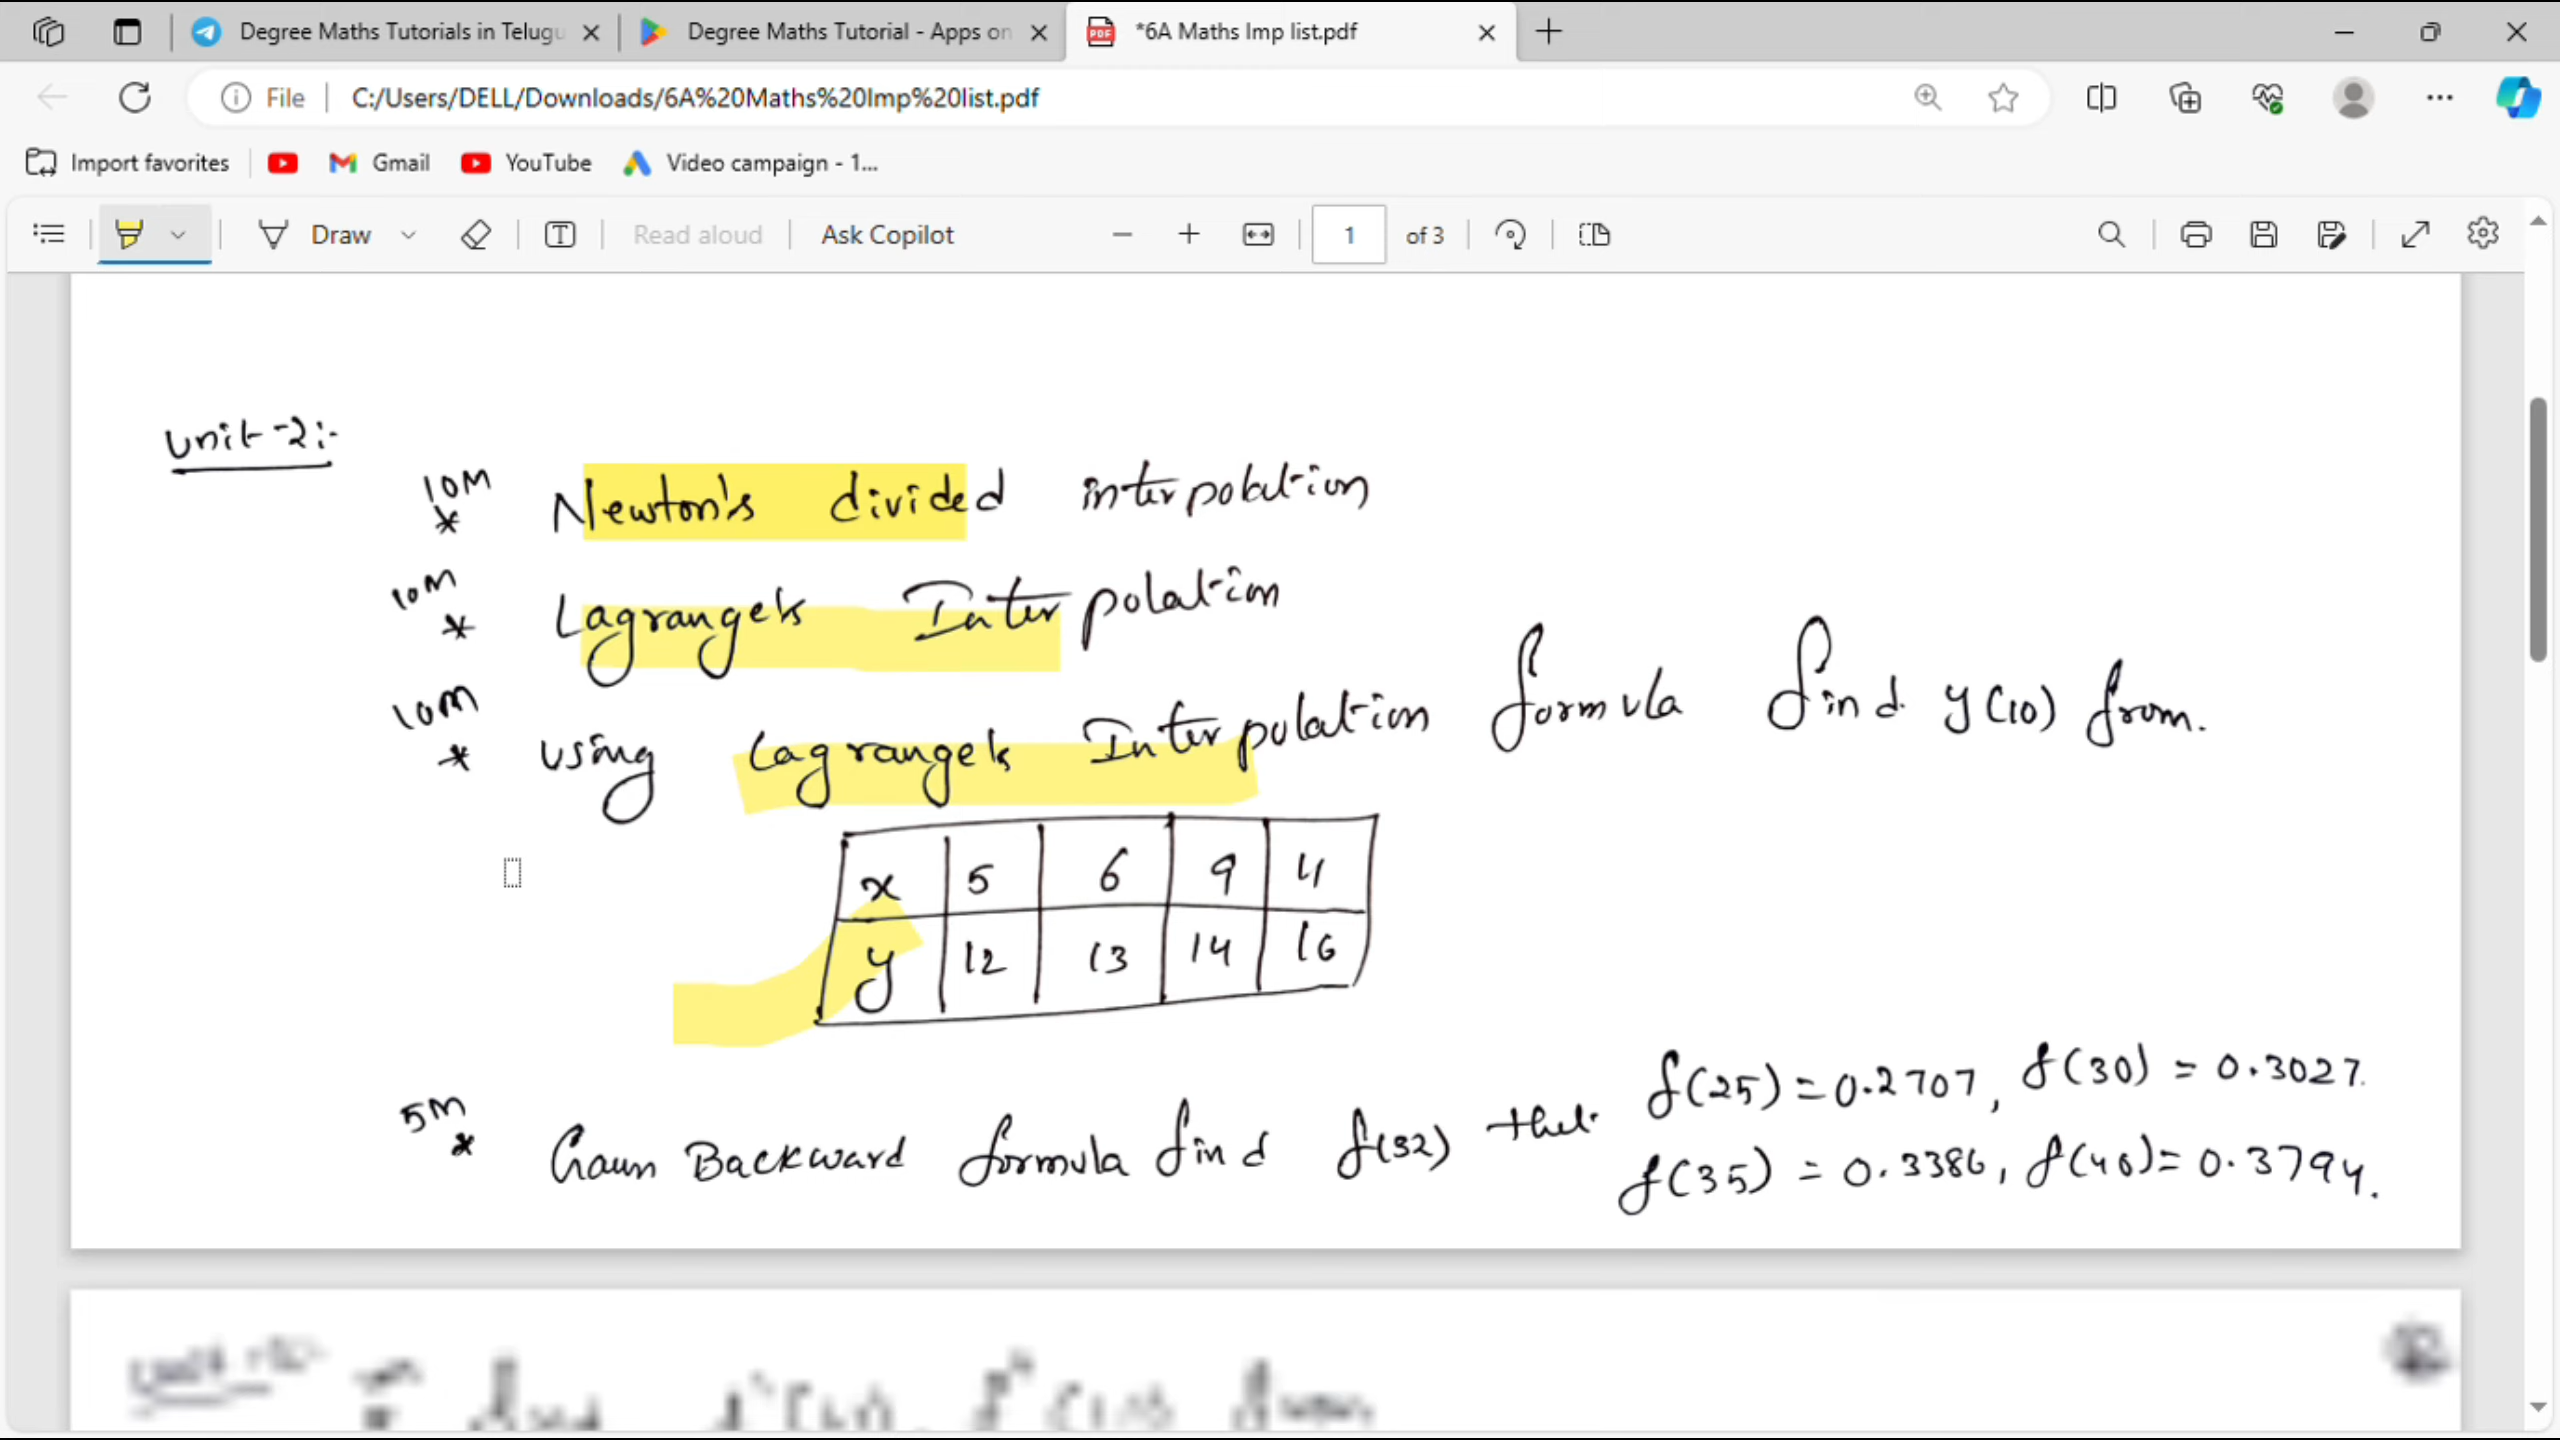 Degree Maths Tutorials in Telugu
Degree Maths Tutorial - Apps on
*6A Maths Imp list.pdf
File
C:/Users/DELL/Downloads/6A%20Maths%20Imp%20list.pdf
Import favorites
Gmail
YouTube
Video campaign - 1...
Draw
Read aloud
Ask Copilot
1 of 3
Unit-2:-
10M * Newton's divided interpolation
10M * Lagrange's Interpolation
10M * using Lagrange's Interpolation formula find y(10) from.
x 5 6 9 11
y 12 13 14 16
5M * Gauss Backward formula find f(32) that f(25) = 0.2707, f(30) = 0.3027.
f(35) = 0.3386, f(40) = 0.3794.